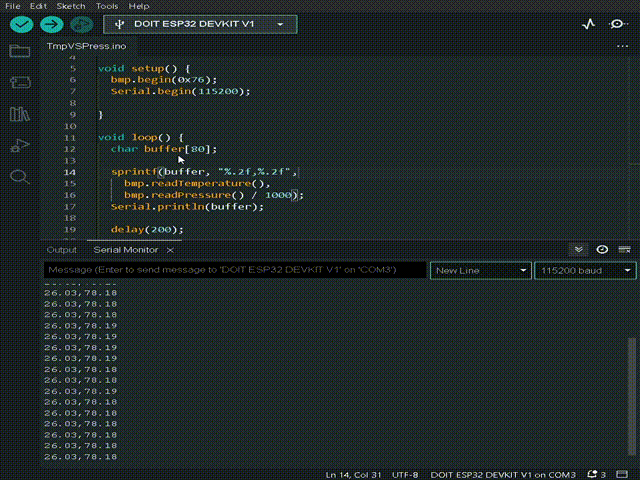 File Edit Sketch Tools Help
DOIT ESP32 DEVKIT V1
TmpVSPress.ino
4
5 void setup() {
6 bmp.begin(0x76);
7 Serial.begin(115200);
8
9 }
10
11 void loop() {
12 char buffer[80];
13
14 sprintf(buffer, "%.2f,%.2f",
15 bmp.readTemperature(),
16 bmp.readPressure() / 1000);
17 Serial.println(buffer);
18
19 delay(200);
Output Serial Monitor
Message (Enter to send message to 'DOIT ESP32 DEVKIT V1' on 'COM3') New Line 115200 baud
26.03,78.18
26.03,78.18
26.03,78.18
26.03,78.19
26.03,78.19
26.03,78.18
26.03,78.19
26.03,78.18
26.03,78.19
26.03,78.18
26.03,78.18
26.03,78.18
26.03,78.18
26.03,78.18
26.03,78.18
26.03,78.18
Ln 14, Col 31 UTF-8 DOIT ESP32 DEVKIT V1 on COM3 3